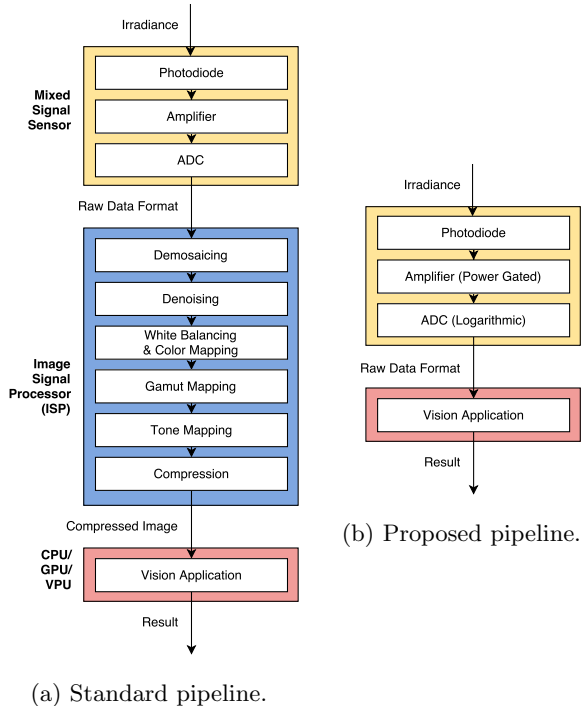 Irradiance
Mixed
Signal
Sensor
Photodiode
Amplifier
ADC
Raw Data Format
Image
Signal
Processor
(ISP)
Demosaicing
Denoising
White Balancing
& Color Mapping
Gamut Mapping
Tone Mapping
Compression
Compressed Image
CPU/
GPU/
VPU
Vision Application
Result
(a) Standard pipeline.
Irradiance
Photodiode
Amplifier (Power Gated)
ADC (Logarithmic)
Raw Data Format
Vision Application
Result
(b) Proposed pipeline.